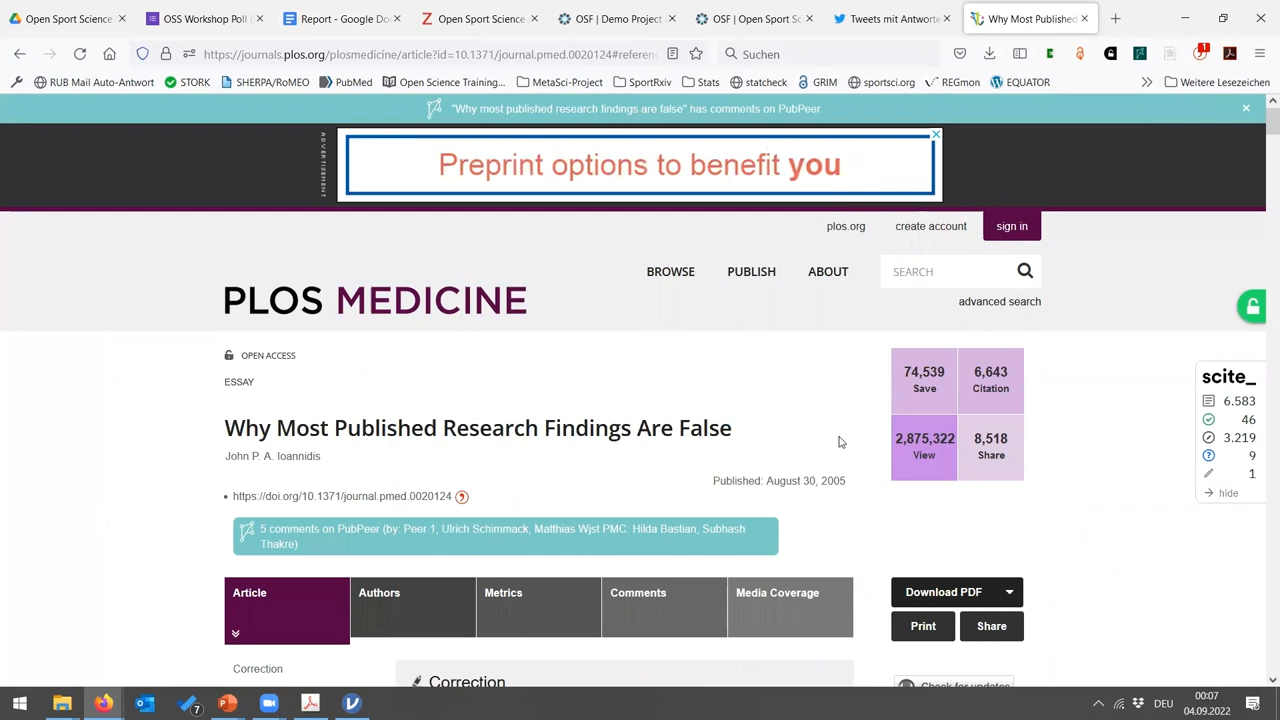 Open Sport Science
OSS Workshop Poll (
Report - Google Do
Open Sport Science
OSF | Demo Project
OSF | Open Sport Sc
Tweets mit Antworte
Why Most Published
https://journals.plos.org/plosmedicine/article?id=10.1371/journal.pmed.0020124#referen
Suchen
1
RUB Mail Auto-Antwort
STORK
SHERPA/RoMEO
PubMed
Open Science Training...
MetaSci-Project
SportRxiv
Stats
statcheck
GRIM
sportsci.org
REGmon
EQUATOR
Weitere Lesezeichen
"Why most published research findings are false" has comments on PubPeer
ADVERTISEMENT
Preprint options to benefit you
plos.org
create account
sign in
BROWSE
PUBLISH
ABOUT
SEARCH
PLOS MEDICINE
advanced search
OPEN ACCESS
ESSAY
74,539
Save
6,643
Citation
scite_
6.583
46
3.219
9
1
hide
Why Most Published Research Findings Are False
John P. A. Ioannidis
2,875,322
View
8,518
Share
Published: August 30, 2005
https://doi.org/10.1371/journal.pmed.0020124
5 comments on PubPeer (by: Peer 1, Ulrich Schimmack, Matthias Wjst PMC: Hilda Bastian, Subhash
Thakre)
Article
Authors
Metrics
Comments
Media Coverage
Download PDF
Print
Share
Correction
Correction
Check for updates
7
DEU
00:07
04.09.2022